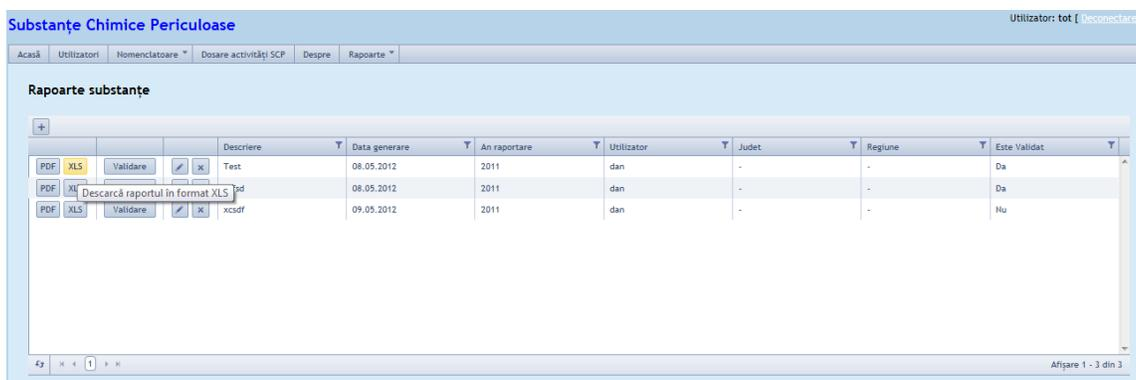 Substanțe Chimice Periculoase
Utilizator: tot [ Deconectare
Acasă Utilizatori Nomenclatoare Dosare activități SCP Despre Rapoarte
Rapoarte substanțe
+
Descriere Data generare An raportare Utilizator Judet Regiune Este Validat
PDF XLS Validare Test 08.05.2012 2011 dan - - Da
PDF 08.05.2012 2011 dan - - Da
Descarcă raportul în format XLS
PDF XLS Validare xcsdf 09.05.2012 2011 dan - - Nu
1 Afișare 1 - 3 din 3